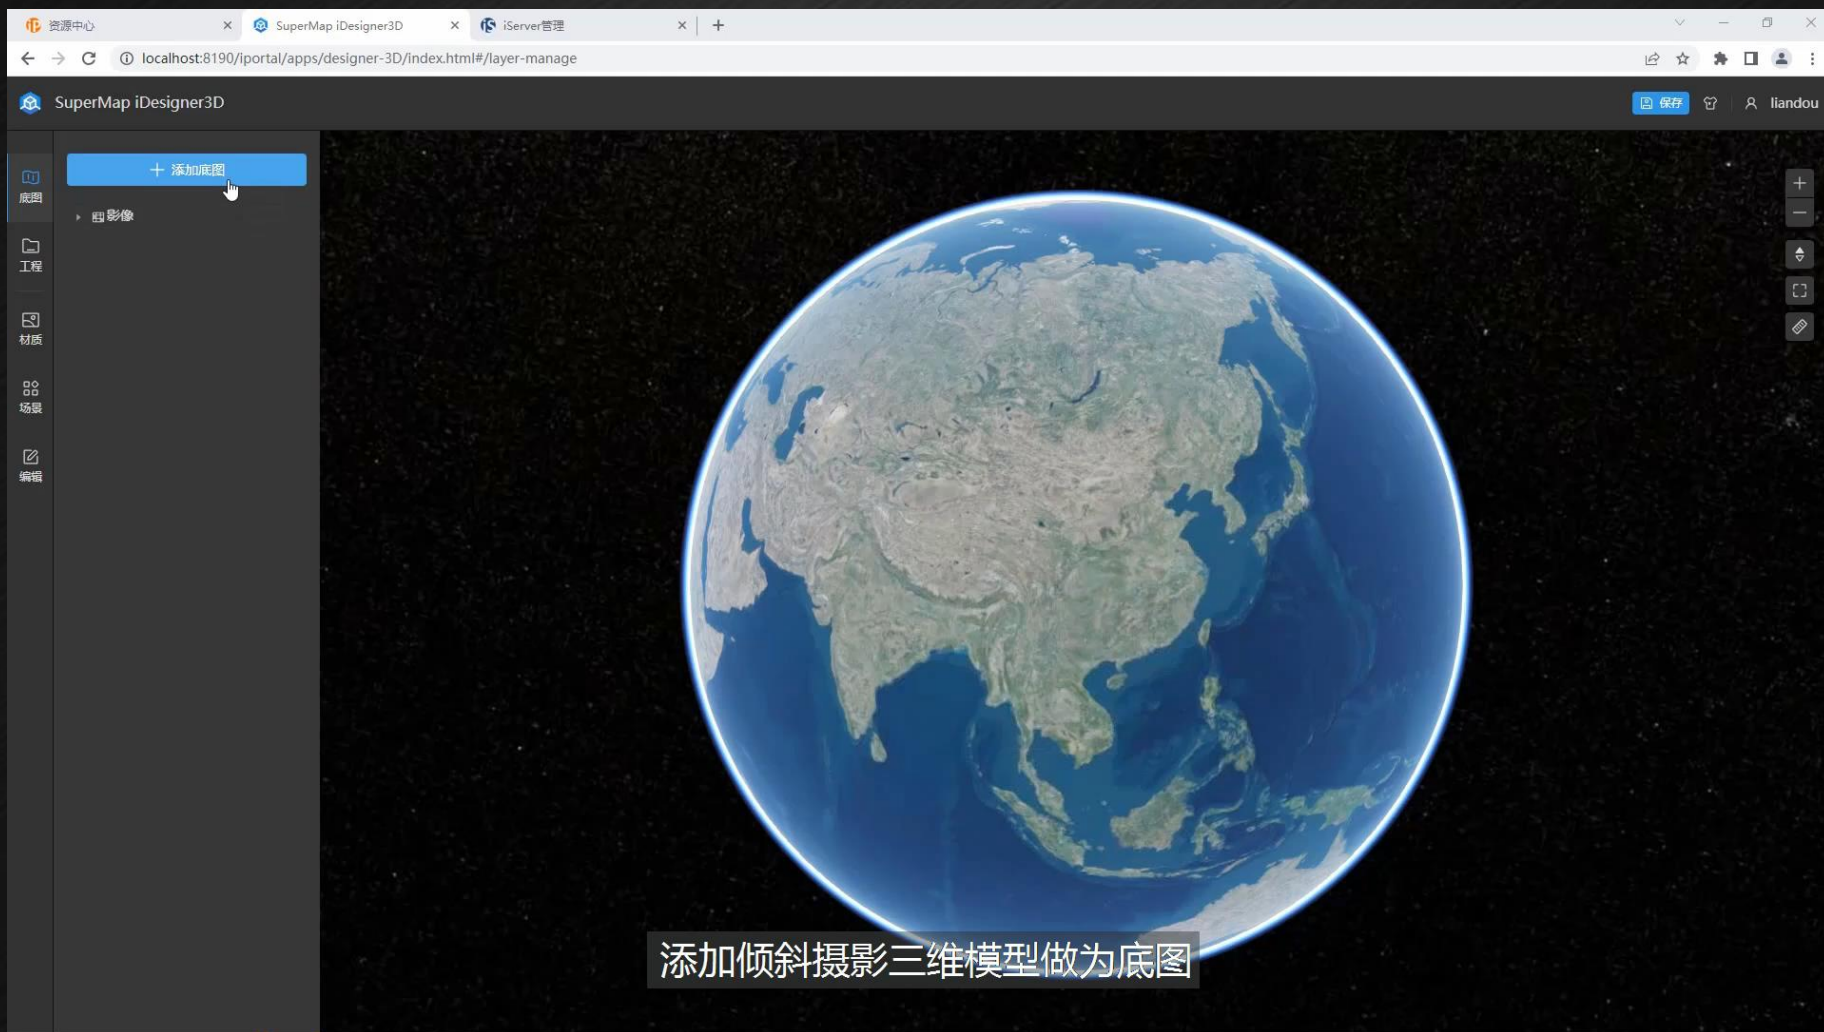 资源中心
SuperMap iDesigner3D
iServer管理
localhost:8190/iportal/apps/designer-3D/index.html#/layer-manage
SuperMap iDesigner3D
保存
liandou
添加底图
底图
影像
工程
材质
场景
编辑
添加倾斜摄影三维模型做为底图